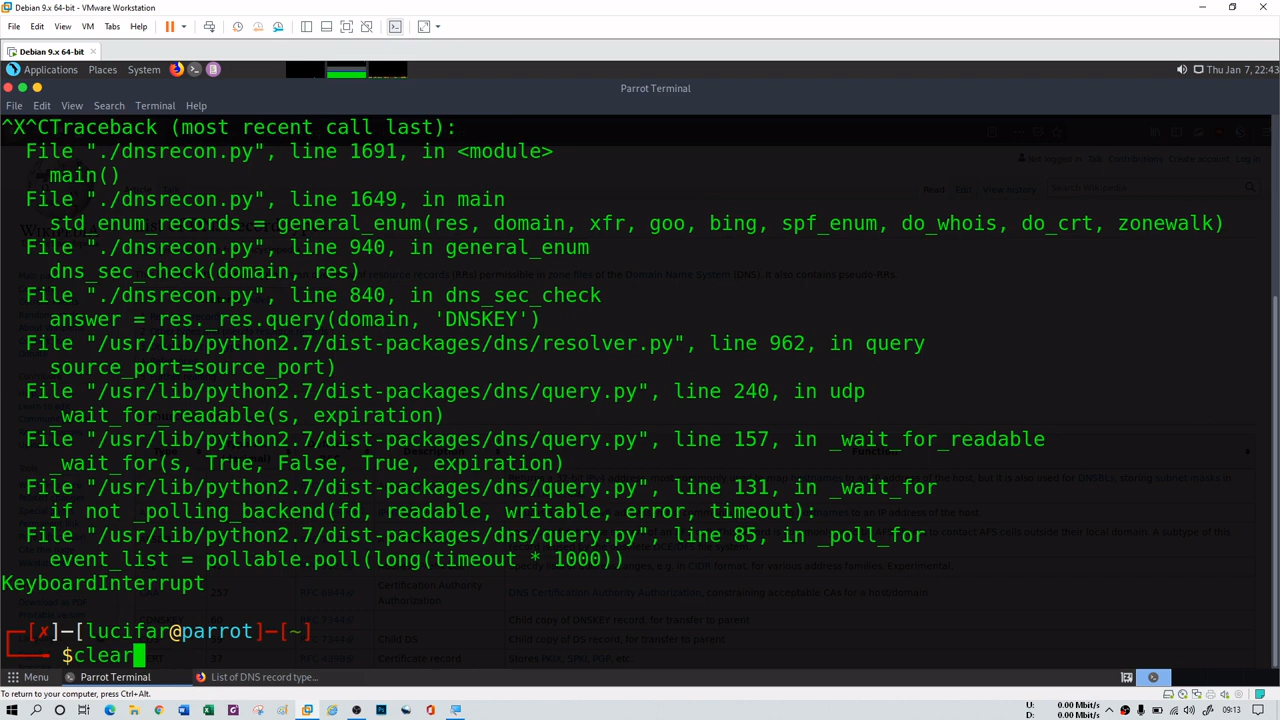 Debian 9.x 64-bit - VMware Workstation
File Edit View VM Tabs Help
Debian 9.x 64-bit
Applications Places System Thu Jan 7, 22:43
Parrot Terminal
File Edit View Search Terminal Help
^X^CTraceback (most recent call last):
File "./dnsrecon.py", line 1691, in <module>
main()
File "./dnsrecon.py", line 1649, in main
std_enum_records = general_enum(res, domain, xfr, goo, bing, spf_enum, do_whois, do_crt, zonewalk)
File "./dnsrecon.py", line 940, in general_enum
dns_sec_check(domain, res)
File "./dnsrecon.py", line 840, in dns_sec_check
answer = res._res.query(domain, 'DNSKEY')
File "/usr/lib/python2.7/dist-packages/dns/resolver.py", line 962, in query
source_port=source_port)
File "/usr/lib/python2.7/dist-packages/dns/query.py", line 240, in udp
_wait_for_readable(s, expiration)
File "/usr/lib/python2.7/dist-packages/dns/query.py", line 157, in _wait_for_readable
_wait_for(s, True, False, True, expiration)
File "/usr/lib/python2.7/dist-packages/dns/query.py", line 131, in _wait_for
if not _polling_backend(fd, readable, writable, error, timeout):
File "/usr/lib/python2.7/dist-packages/dns/query.py", line 85, in _poll_for
event_list = pollable.poll(long(timeout * 1000))
KeyboardInterrupt
[✗]─[lucifar@parrot]─[~]
$clear
Menu Parrot Terminal List of DNS record type...
To return to your computer, press Ctrl+Alt.
U: 0.00 Mbit/s
D: 0.00 Mbit/s
09:13